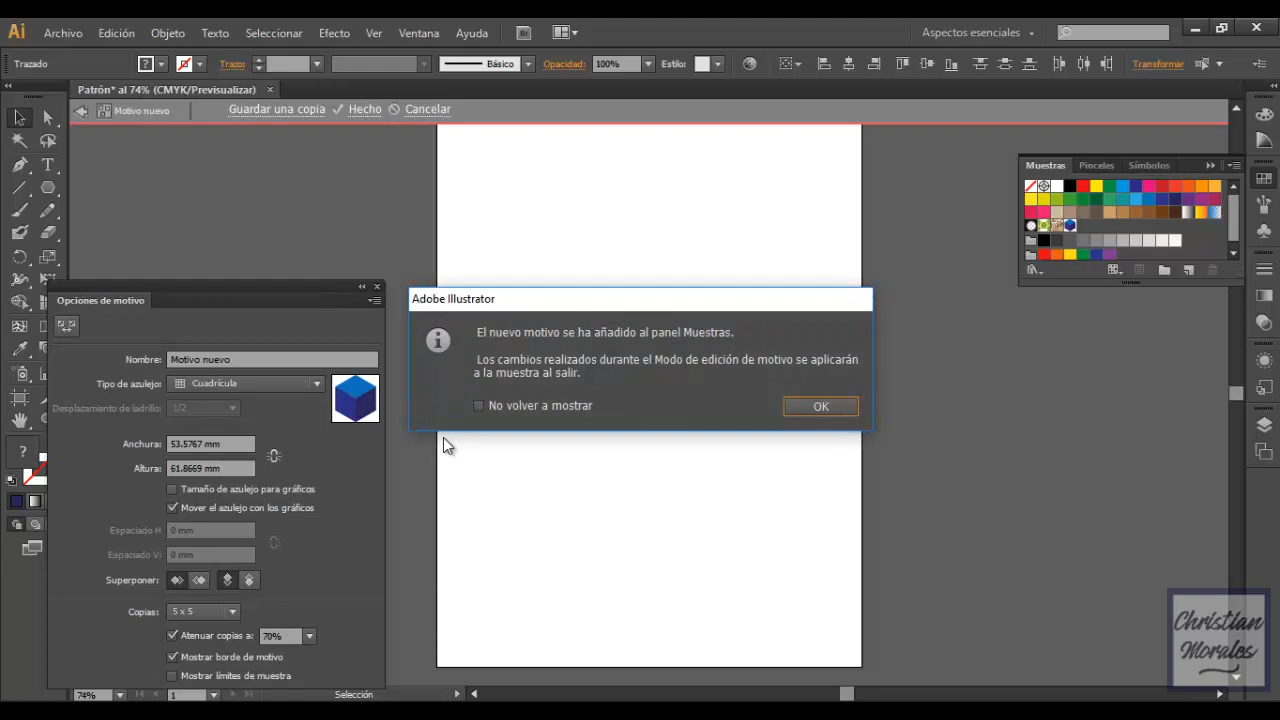 Ai Archivo Edición Objeto Texto Seleccionar Efecto Ver Ventana Ayuda Br Aspectos esenciales
Trazado ? Trazo: Básico Opacidad: 100% Estilo: Transformar
Patrón* al 74% (CMYK/Previsualizar) ×
Motivo nuevo Guardar una copia Hecho Cancelar
Muestras Pinceles Símbolos
Opciones de motivo
Nombre: Motivo nuevo
Tipo de azulejo: Cuadrícula
Desplazamiento de ladrillo: 1/2
Anchura: 53.5767 mm
Altura: 61.8669 mm
Tamaño de azulejo para gráficos
Mover el azulejo con los gráficos
Espaciado H 0 mm
Espaciado V: 0 mm
Superponer:
Copias: 5 x 5
Atenuar copias a: 70%
Mostrar borde de motivo
Mostrar límites de muestra
?
Adobe Illustrator
El nuevo motivo se ha añadido al panel Muestras.
Los cambios realizados durante el Modo de edición de motivo se aplicarán
a la muestra al salir.
No volver a mostrar OK
Christian
Morales
74% 1 Selección